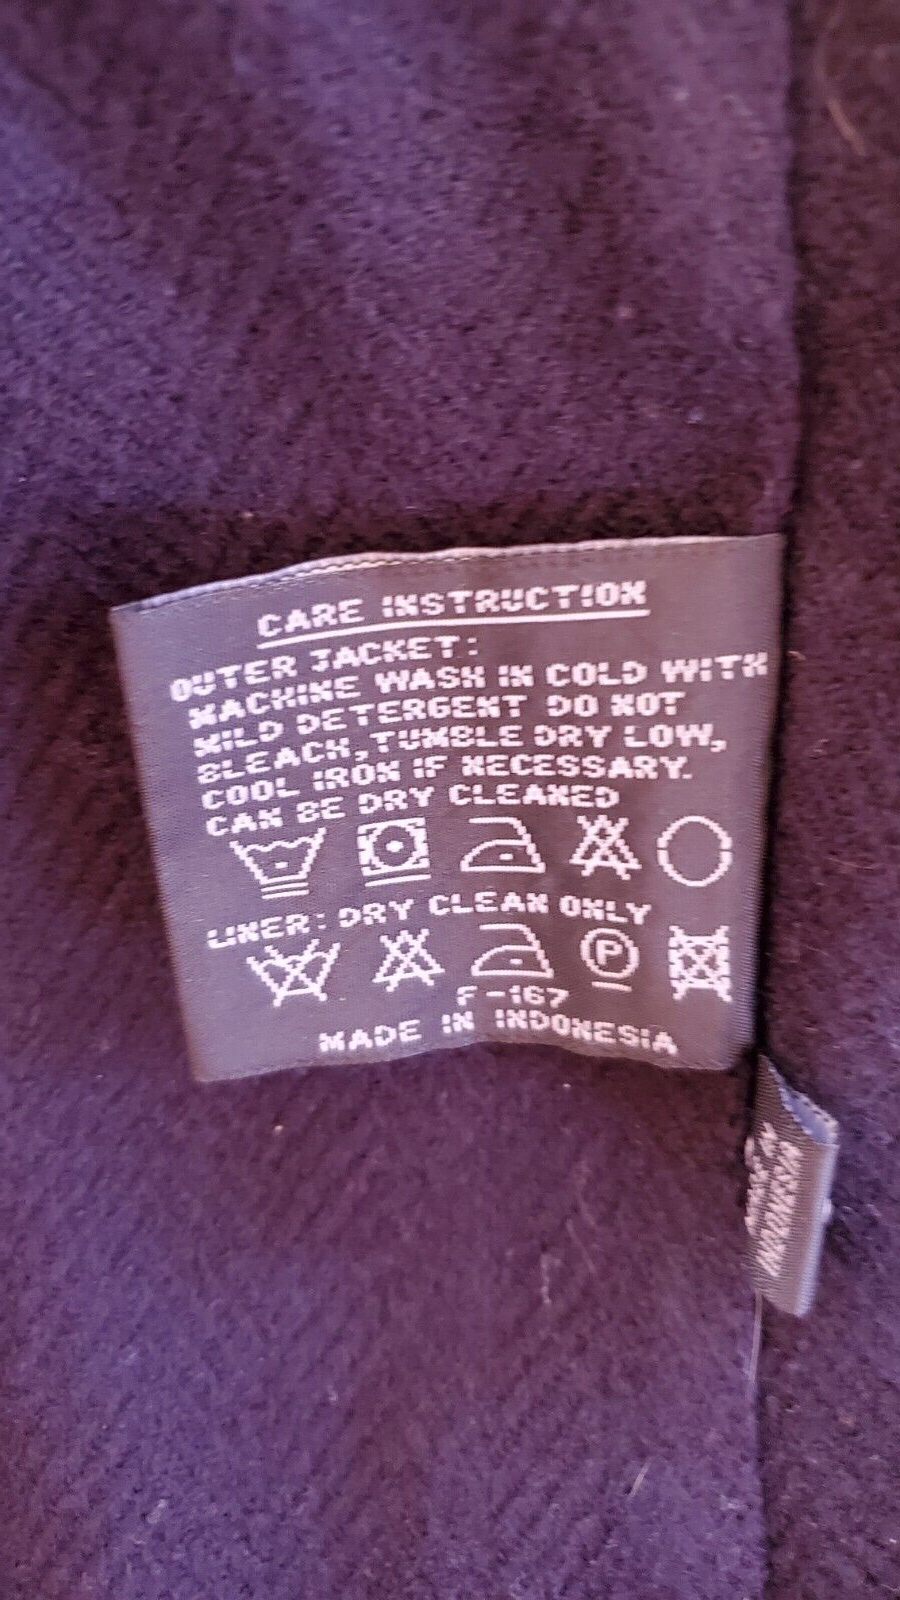 CARE INSTRUCTION
OUTER JACKET:
MACHINE WASH IN COLD WITH
MILD DETERGENT DO NOT
BLEACH, TUMBLE DRY LOW,
COOL IRON IF NECESSARY.
CAN BE DRY CLEANED
LINER: DRY CLEAN ONLY
P
F-167
MADE IN INDONESIA
INDONESIA